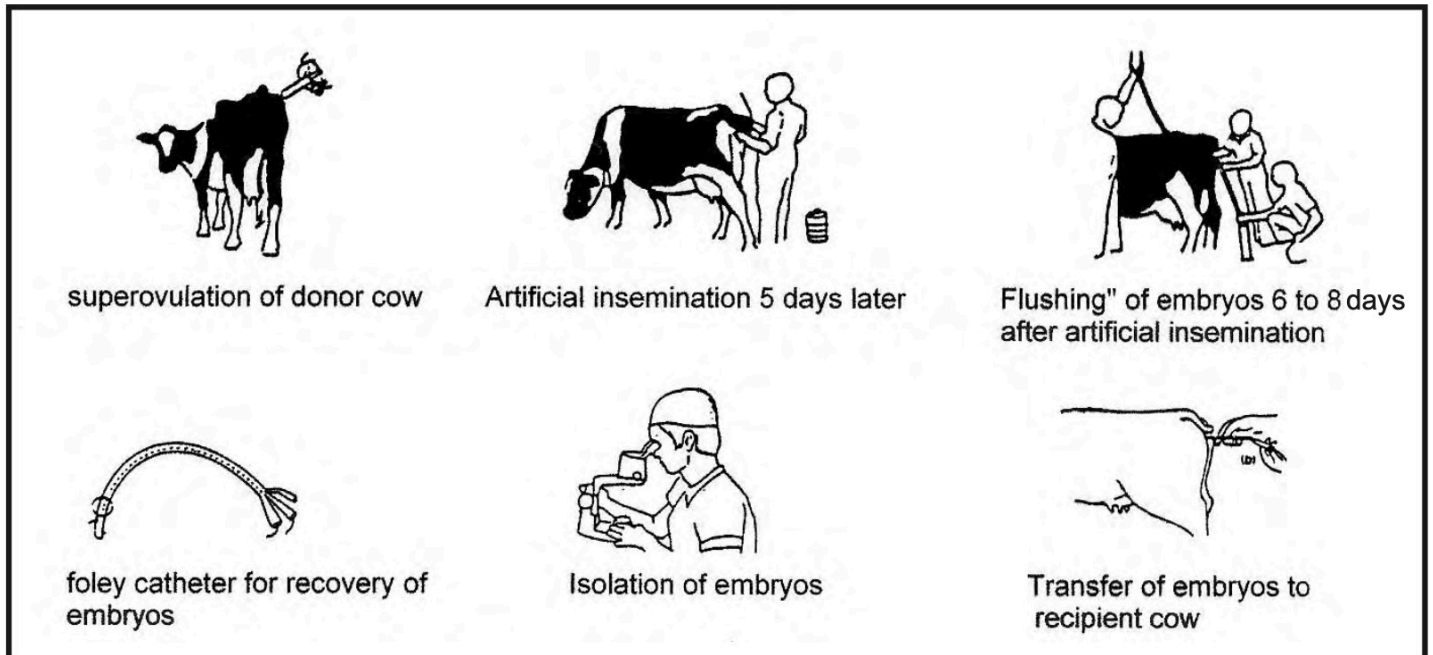 superovulation of donor cow
Artificial insemination 5 days later
Flushing" of embryos 6 to 8 days
after artificial insemination
foley catheter for recovery of
embryos
Isolation of embryos
Transfer of embryos to
recipient cow